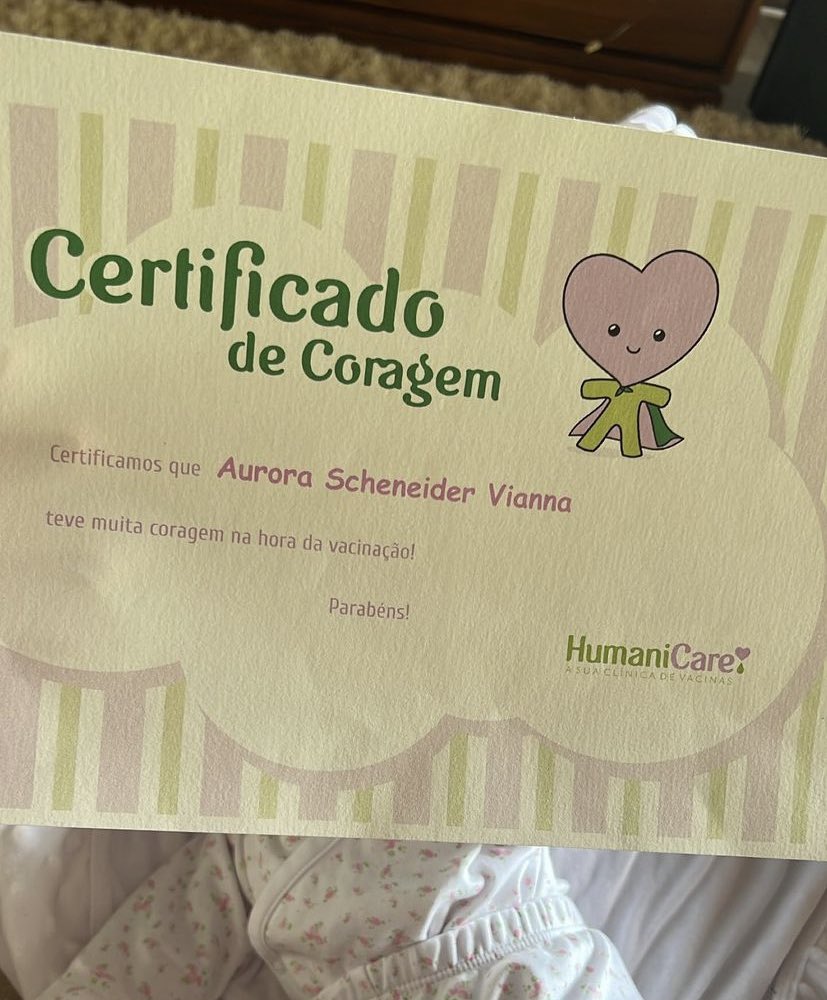 Certificado
de Coragem
Certificamos que Aurora Scheneider Vianna
teve muita coragem na hora da vacinação!
Parabéns!
HumaniCare
A SUA CLÍNICA DE VACINAS